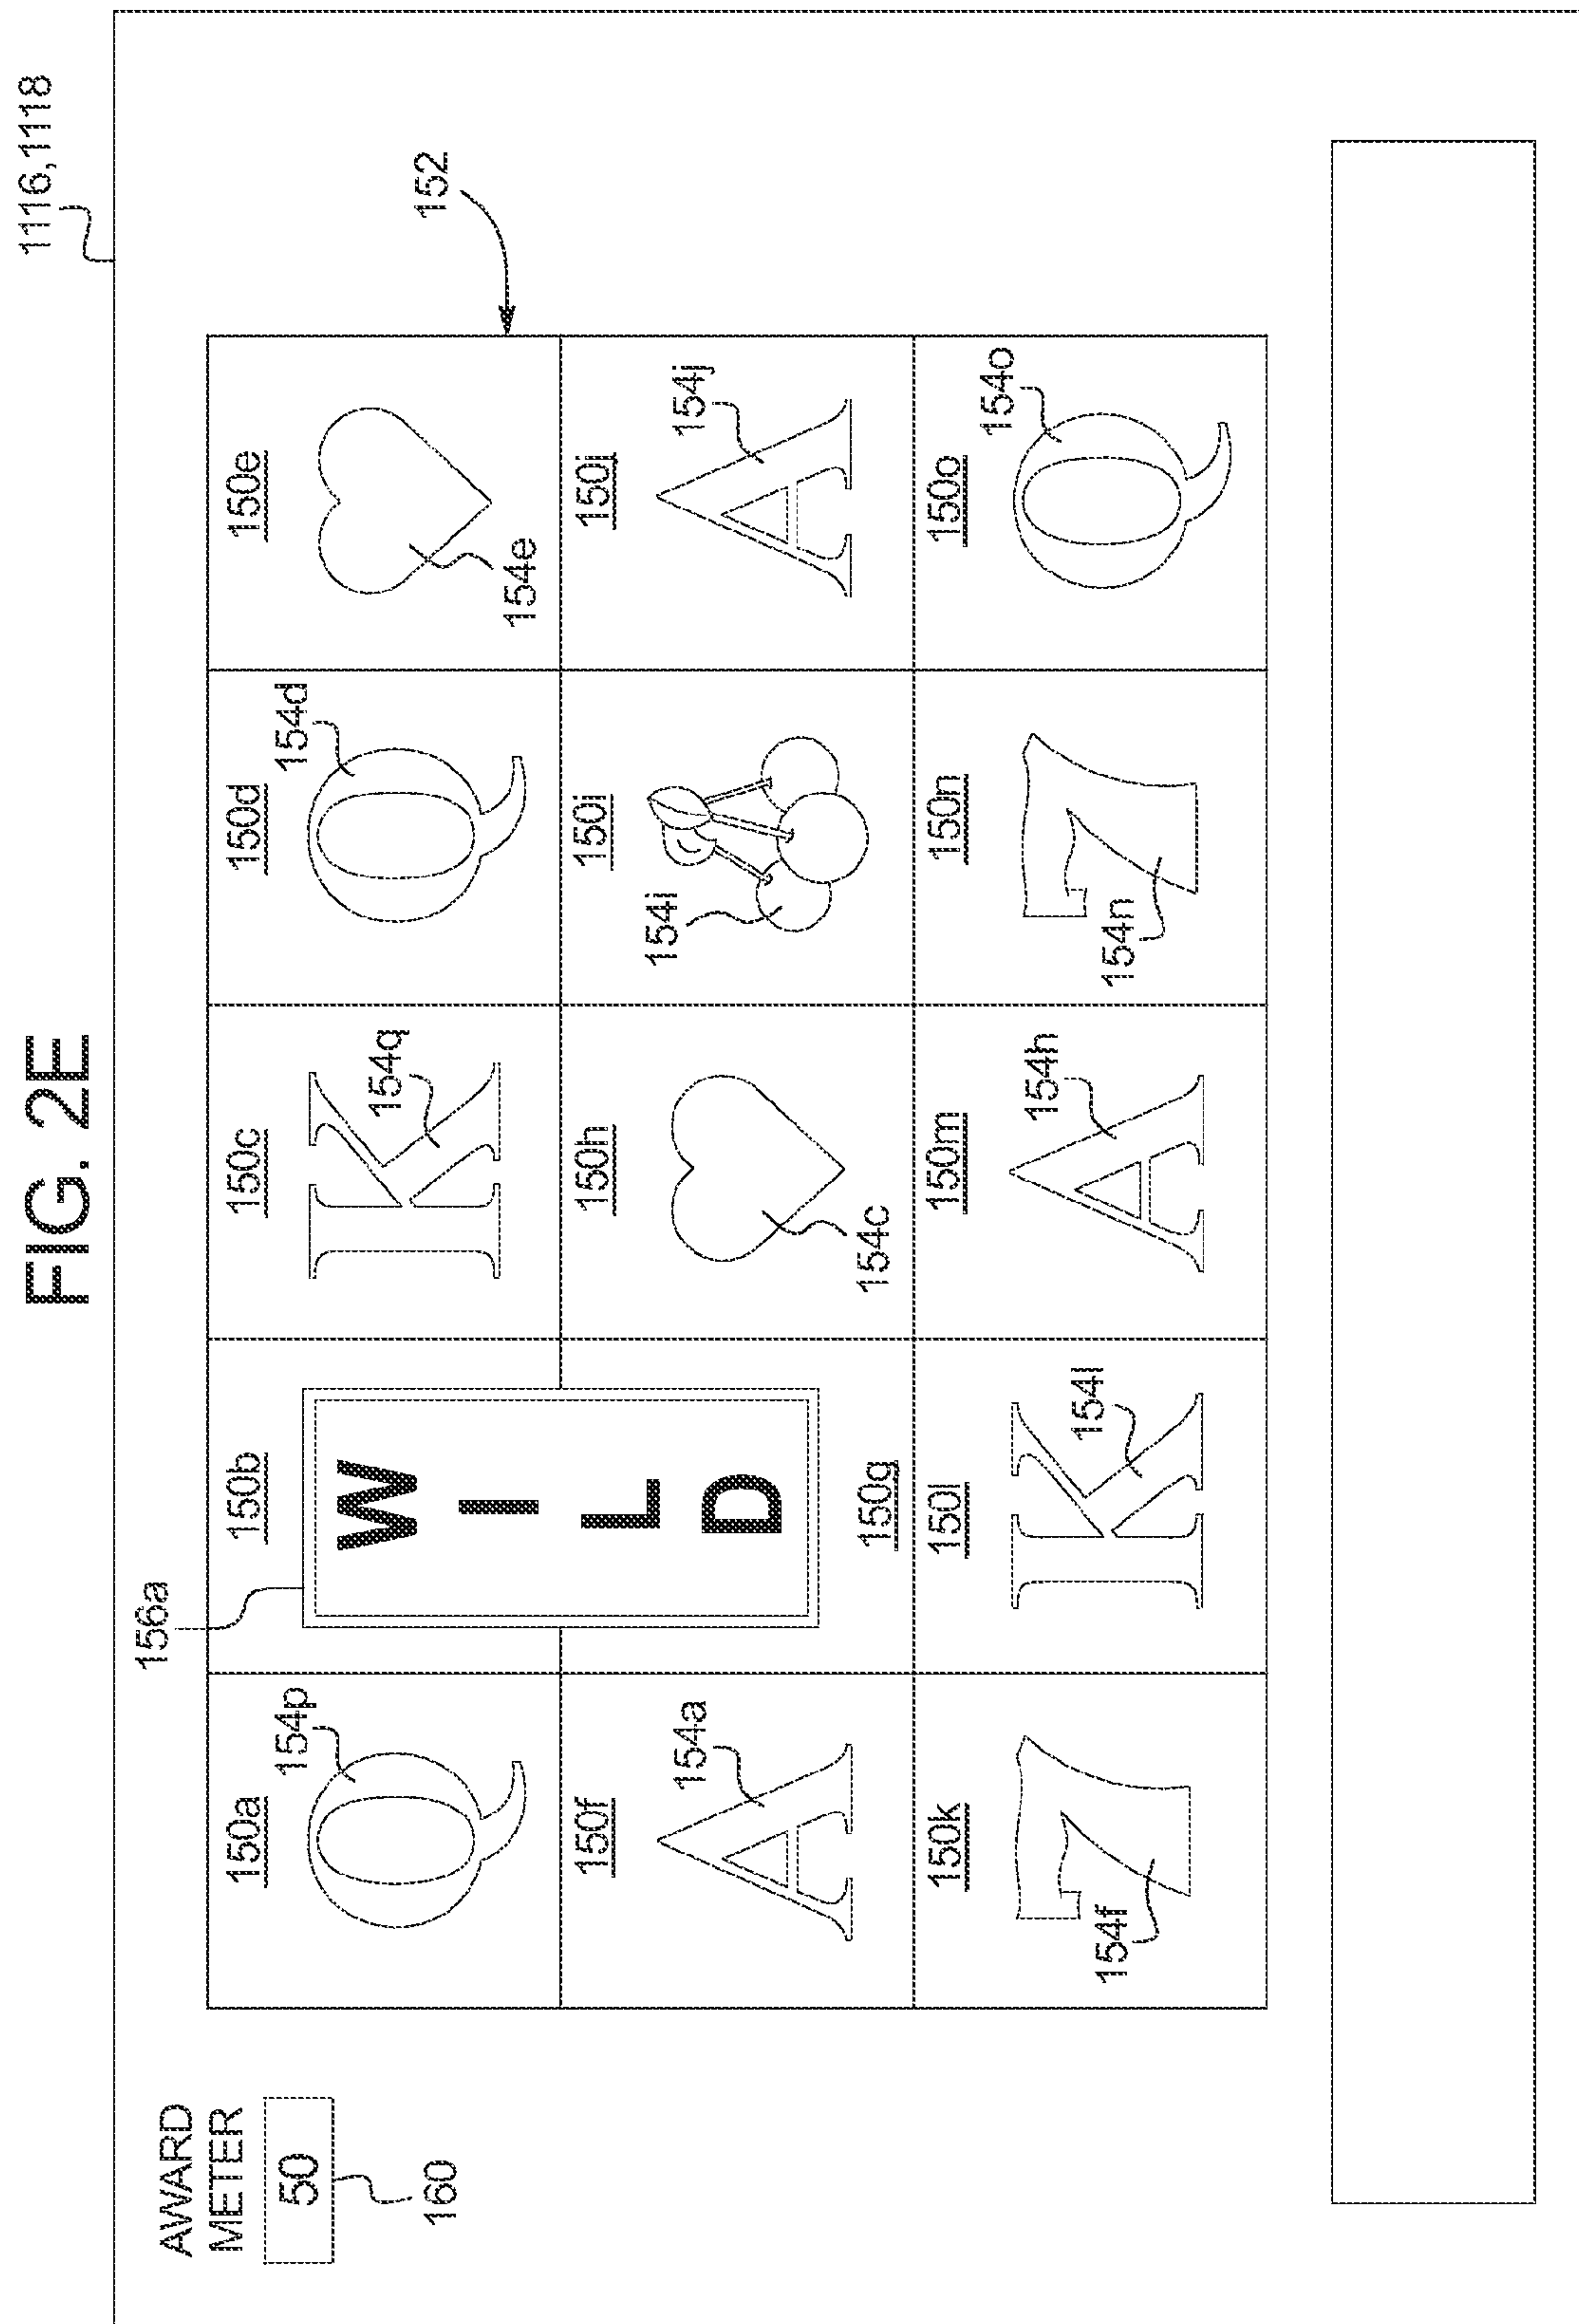 FIG. 2E
1116,1118
AWARD
METER
50
160
156a
152
150a 150b 150c 150d 150e
154p 154q 154d
Q K Q
154e
W
I
L
D
150f 150h 150i 150j
154a 154i 154j
A A
154c
150g
150k 150l 150m 150n 150o
154l 154h 154o
7 K A 7 Q
154f 154n